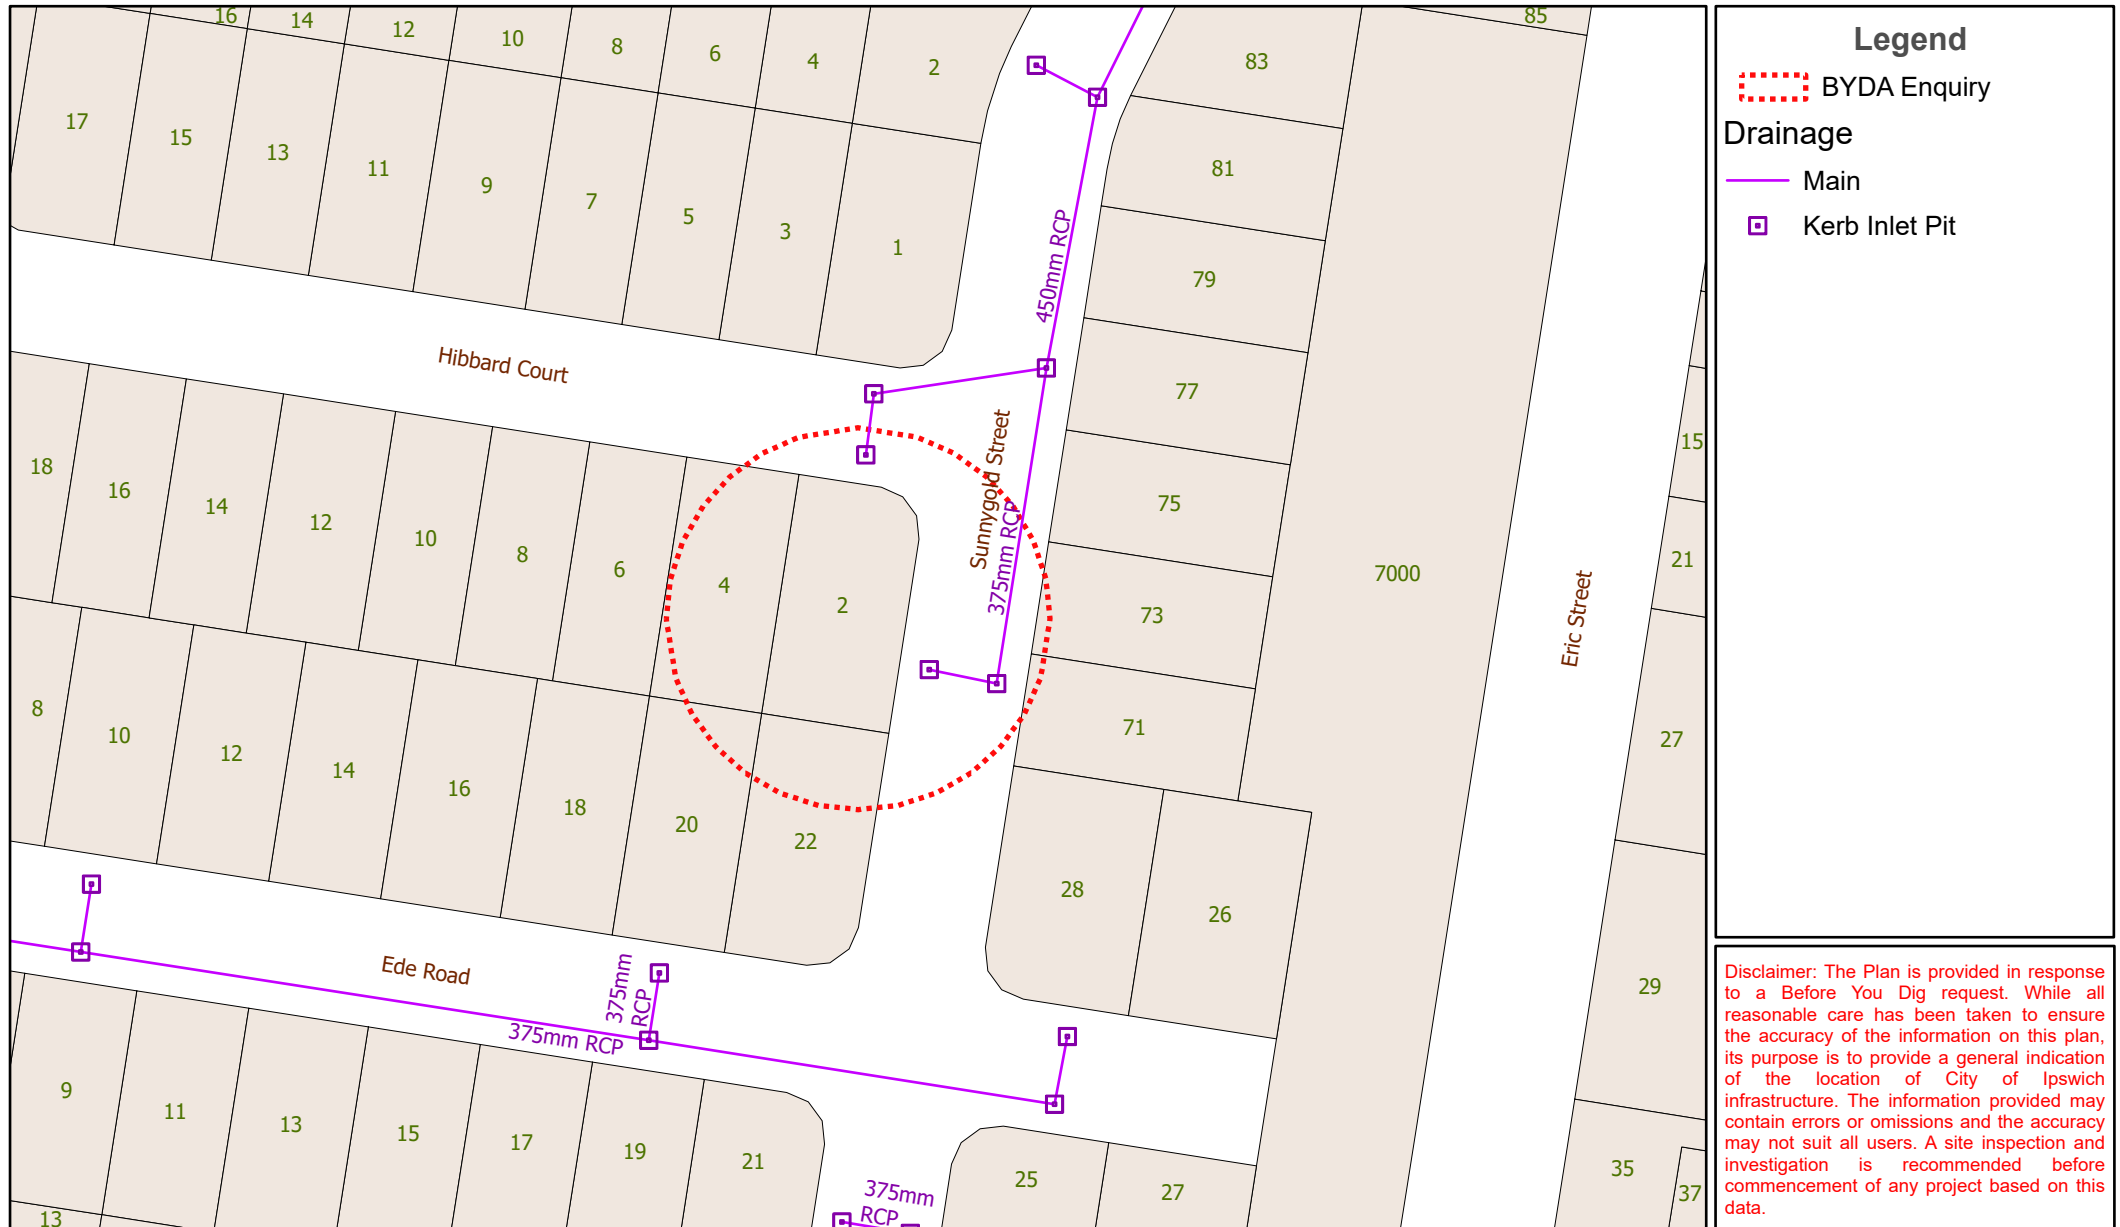 16
14
12
10
8
6
4
2
83
85
17
15
13
11
9
7
5
3
1
81
79
77
75
73
71
450mm RCP
Hibbard Court
Sunnygold Street
375mm RCP
18
16
14
12
10
8
6
4
2
7000
Eric Street
15
21
27
29
35
37
8
10
12
14
16
18
20
22
28
26
Ede Road
375mm
RCP
375mm RCP
9
11
13
15
17
19
21
25
27
13
375mm
RCP
Legend
BYDA Enquiry
Drainage
Main
Kerb Inlet Pit
Disclaimer: The Plan is provided in response
to a Before You Dig request. While all
reasonable care has been taken to ensure
the accuracy of the information on this plan,
its purpose is to provide a general indication
of the location of City of Ipswich
infrastructure. The information provided may
contain errors or omissions and the accuracy
may not suit all users. A site inspection and
investigation is recommended before
commencement of any project based on this
data.